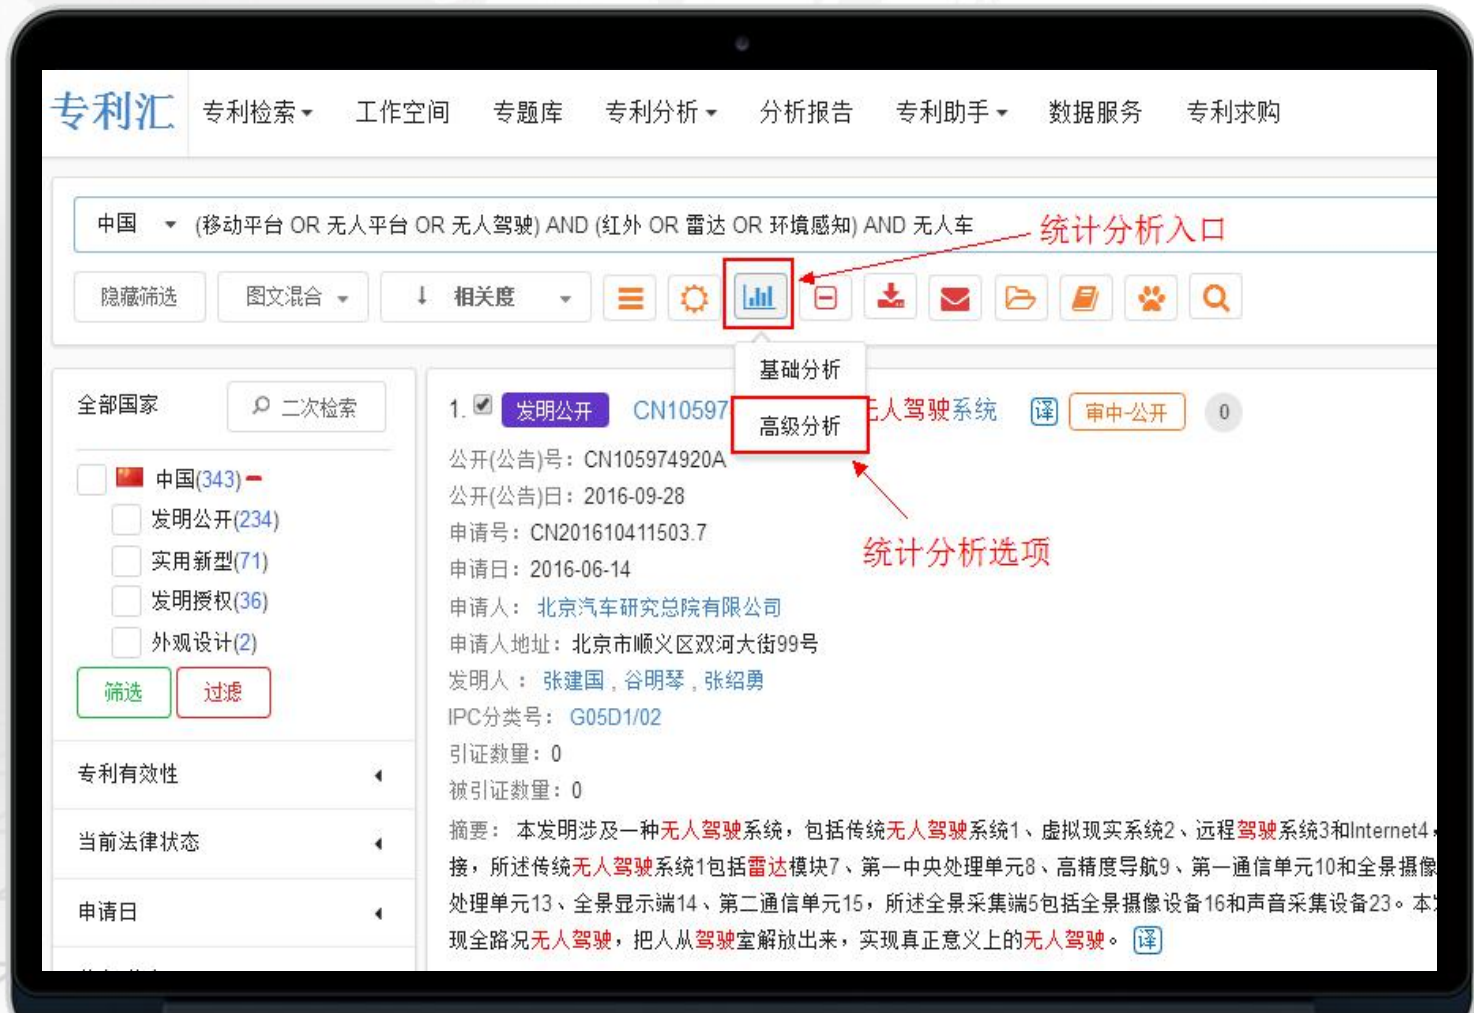 专利汇 专利检索 工作空间 专题库 专利分析 分析报告 专利助手 数据服务 专利求购
中国 (移动平台 OR 无人平台 OR 无人驾驶) AND (红外 OR 雷达 OR 环境感知) AND 无人车
统计分析入口
隐藏筛选 图文混合 相关度
基础分析
高级分析
统计分析选项
全部国家 二次检索
中国(343)
发明公开(234)
实用新型(71)
发明授权(36)
外观设计(2)
筛选 过滤
专利有效性
当前法律状态
申请日
1. 发明公开 CN10597 人驾驶系统 译 审中-公开 0
公开(公告)号：CN105974920A
公开(公告)日：2016-09-28
申请号：CN201610411503.7
申请日：2016-06-14
申请人： 北京汽车研究总院有限公司
申请人地址：北京市顺义区双河大街99号
发明人： 张建国 , 谷明琴 , 张绍勇
IPC分类号： G05D1/02
引证数量：0
被引证数量：0
摘要： 本发明涉及一种无人驾驶系统，包括传统无人驾驶系统1、虚拟现实系统2、远程驾驶系统3和Internet4，
接，所述传统无人驾驶系统1包括雷达模块7、第一中央处理单元8、高精度导航9、第一通信单元10和全景摄像
处理单元13、全景显示端14、第二通信单元15，所述全景采集端5包括全景摄像设备16和声音采集设备23。本
现全路况无人驾驶，把人从驾驶室解放出来，实现真正意义上的无人驾驶。 译